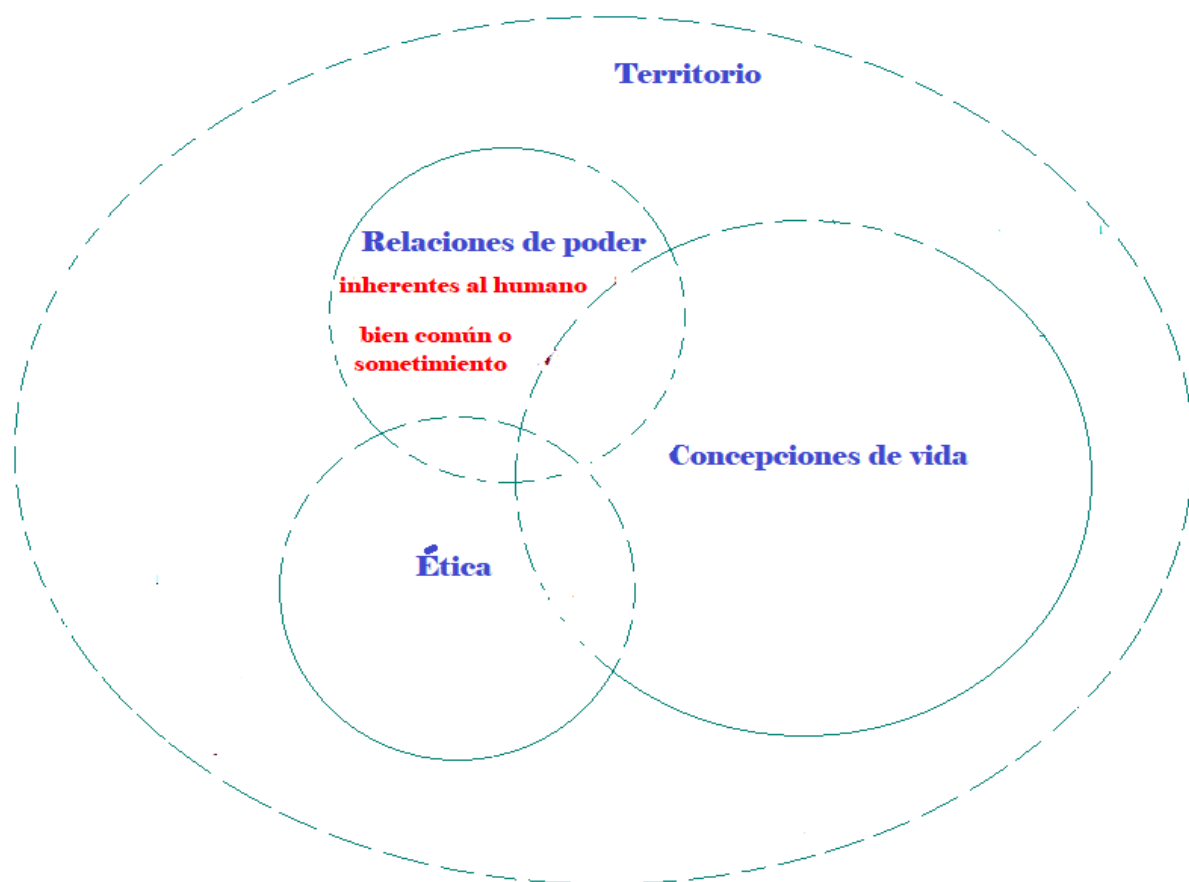 Territorio
Relaciones de poder
inherentes al humano
bien común o
sometimiento
Concepciones de vida
Ética